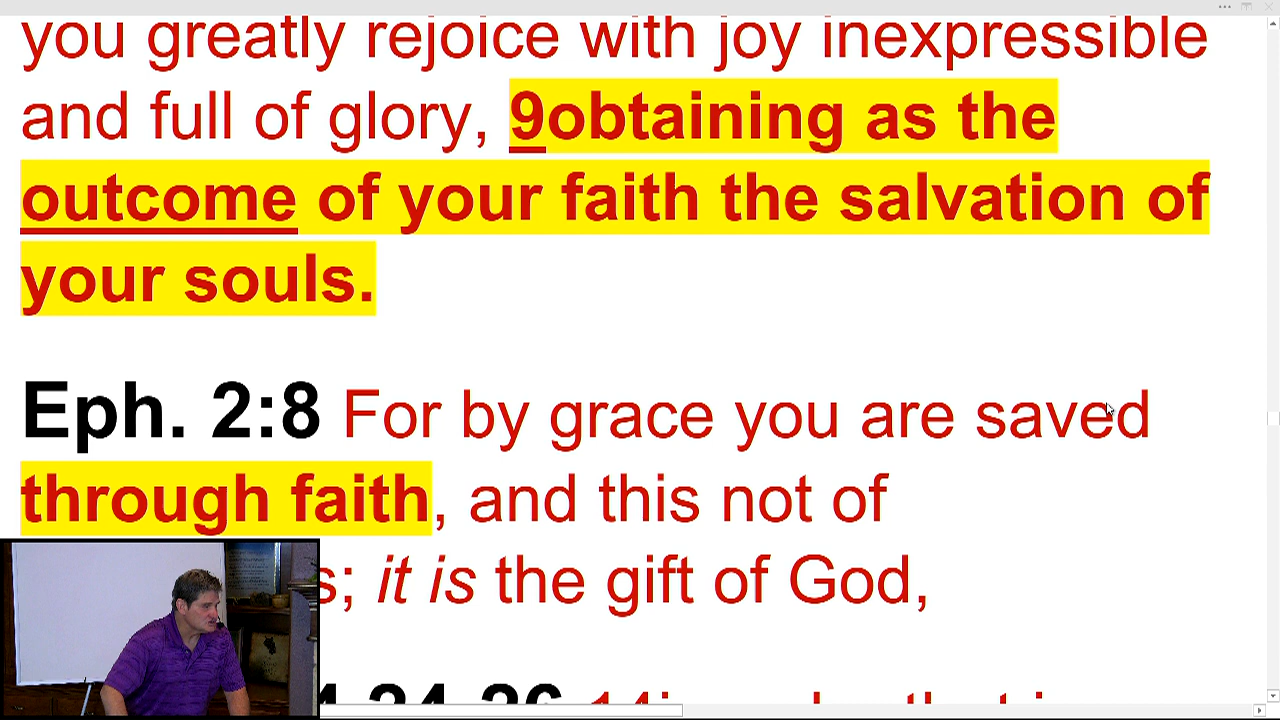 you greatly rejoice with joy inexpressible
and full of glory, 9obtaining as the
outcome of your faith the salvation of
your souls.
Eph. 2:8 For by grace you are saved
through faith, and this not of
s; it is the gift of God,